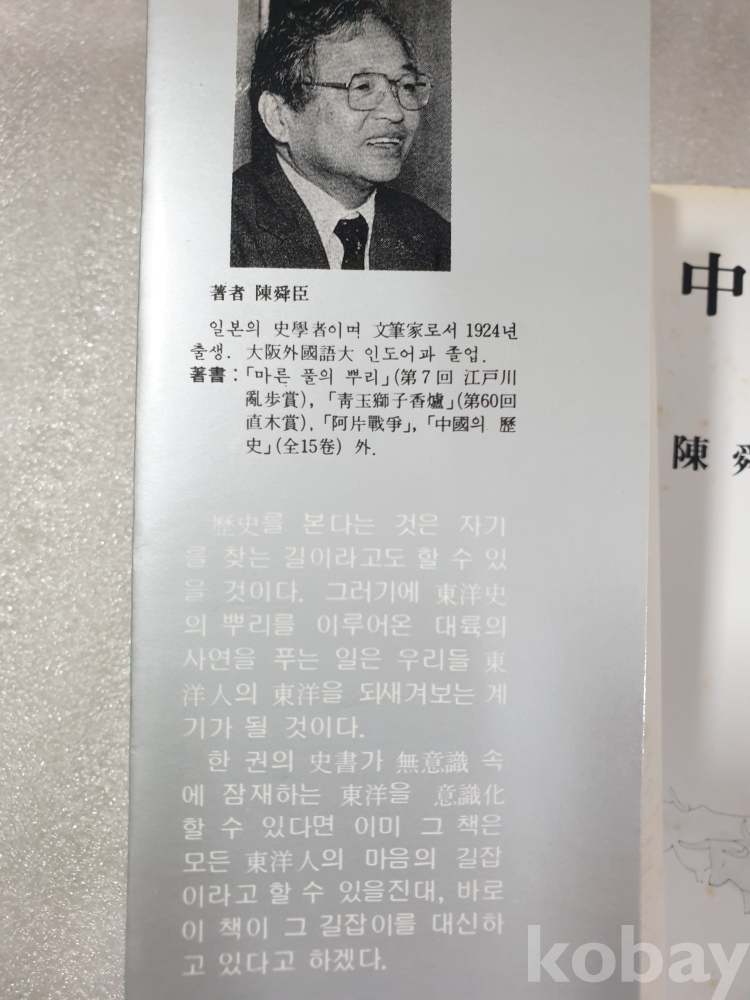 著者 陳舜臣
일본의 史學者이며 文筆家로서 1924년
출생. 大阪外國語大 인도어과 졸업.
著書:「마른 풀의 뿌리」(第7回 江戸川
亂步賞), 「靑玉獅子香爐」(第60回
直木賞), 「阿片戰爭」, 「中國의 歷
史」(全15卷) 外.
歷史를 본다는 것은 자기
를 찾는 길이라고도 할 수 있
을 것이다. 그러기에 東洋史
의 뿌리를 이루어온 대륙의
사연을 푸는 일은 우리들 東
洋人의 東洋을 되새겨보는 계
기가 될 것이다.
한 권의 史書가 無意識 속
에 잠재하는 東洋을 意識化
할 수 있다면 이미 그 책은
모든 東洋人의 마음의 길잡
이라고 할 수 있을진대, 바로
이 책이 그 길잡이를 대신하
고 있다고 하겠다.
中
陳 舜
kobay